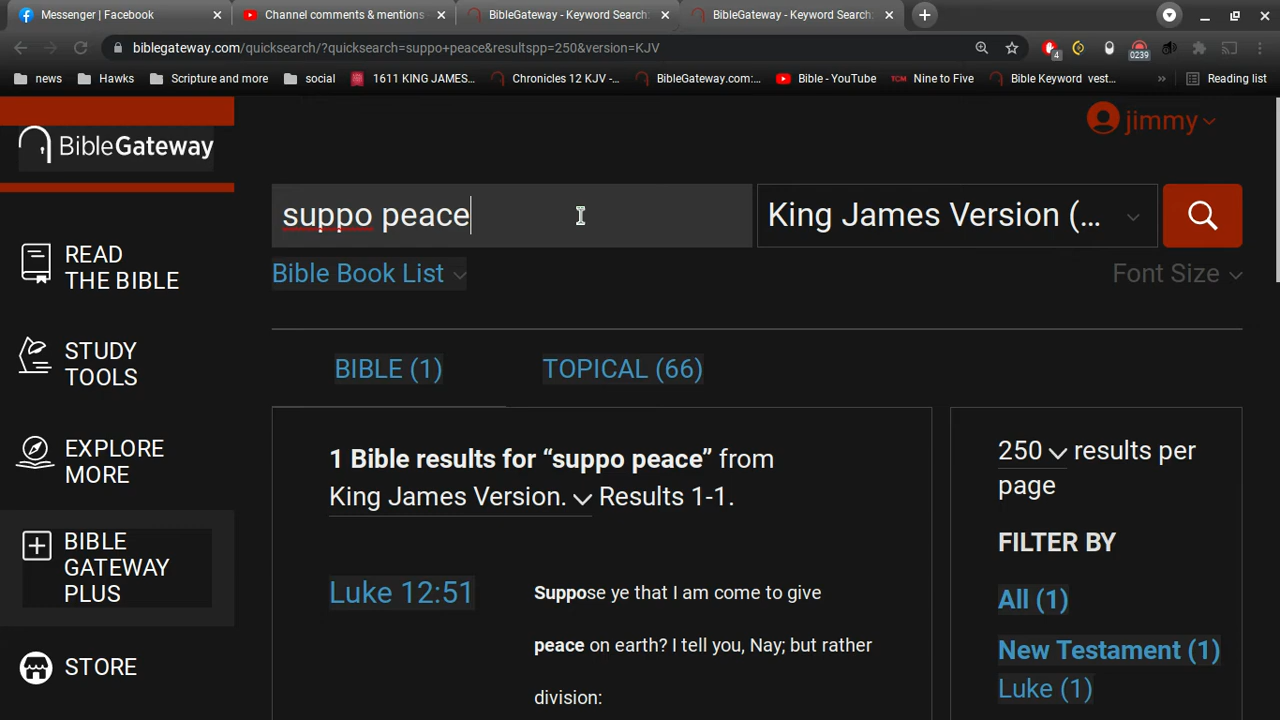 Messenger | Facebook
Channel comments & mentions -
BibleGateway - Keyword Search:
BibleGateway - Keyword Search:
biblegateway.com/quicksearch/?quicksearch=suppo+peace&resultspp=250&version=KJV
4
0239
news
Hawks
Scripture and more
social
1611 KING JAMES...
Chronicles 12 KJV -...
BibleGateway.com:...
Bible - YouTube
TCM Nine to Five
Bible Keyword vest...
»
Reading list
BibleGateway
jimmy
suppo peace
King James Version (...
Bible Book List
Font Size
READ
THE BIBLE
STUDY
TOOLS
EXPLORE
MORE
BIBLE
GATEWAY
PLUS
STORE
BIBLE (1)
TOPICAL (66)
1 Bible results for “suppo peace” from
King James Version. Results 1-1.
Luke 12:51
Suppose ye that I am come to give
peace on earth? I tell you, Nay; but rather
division:
250 results per
page
FILTER BY
All (1)
New Testament (1)
Luke (1)